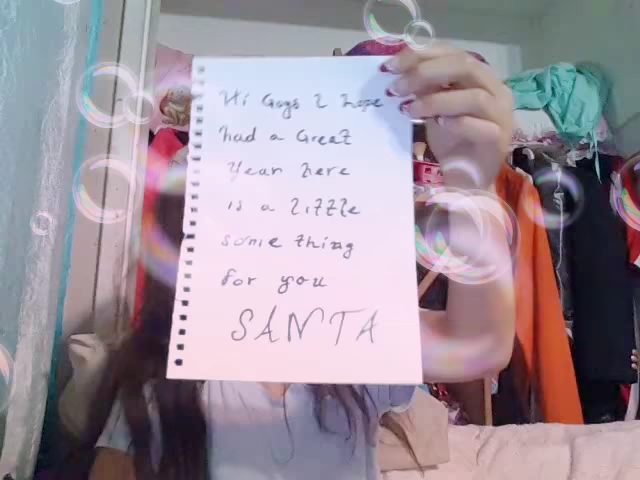 Hi Guys I hope
had a Great
Year here
is a little
some thing
for you
SANTA